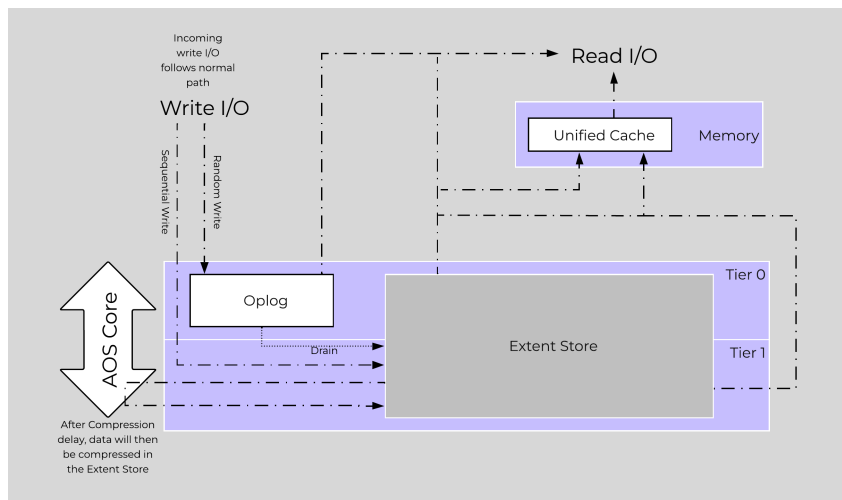 Incoming
write I/O
follows normal
path
Write I/O
Read I/O
Unified Cache
Memory
Sequential Write
Random Write
Tier 0
Oplog
AOS Core
Extent Store
Drain
Tier 1
After Compression
delay, data will then
be compressed in
the Extent Store